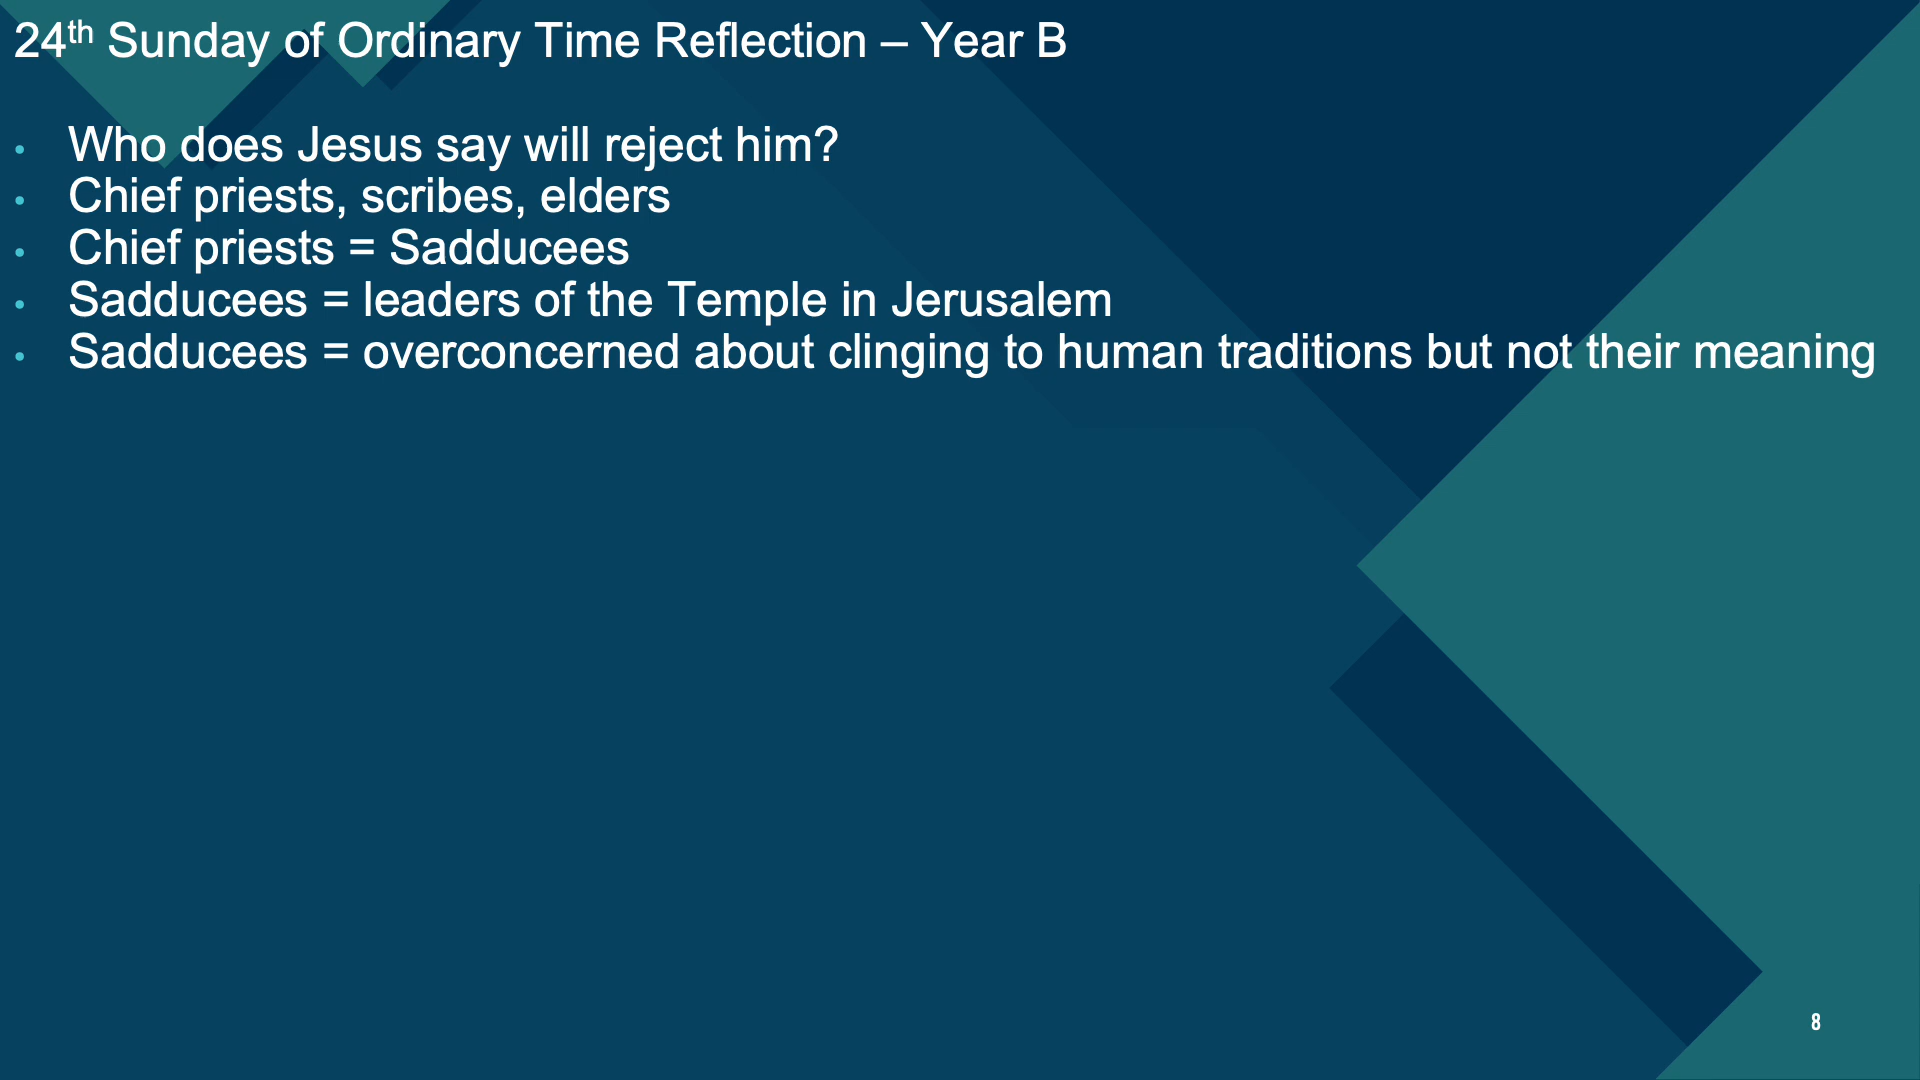 24th Sunday of Ordinary Time Reflection – Year B
• Who does Jesus say will reject him?
• Chief priests, scribes, elders
• Chief priests = Sadducees
• Sadducees = leaders of the Temple in Jerusalem
• Sadducees = overconcerned about clinging to human traditions but not their meaning
8